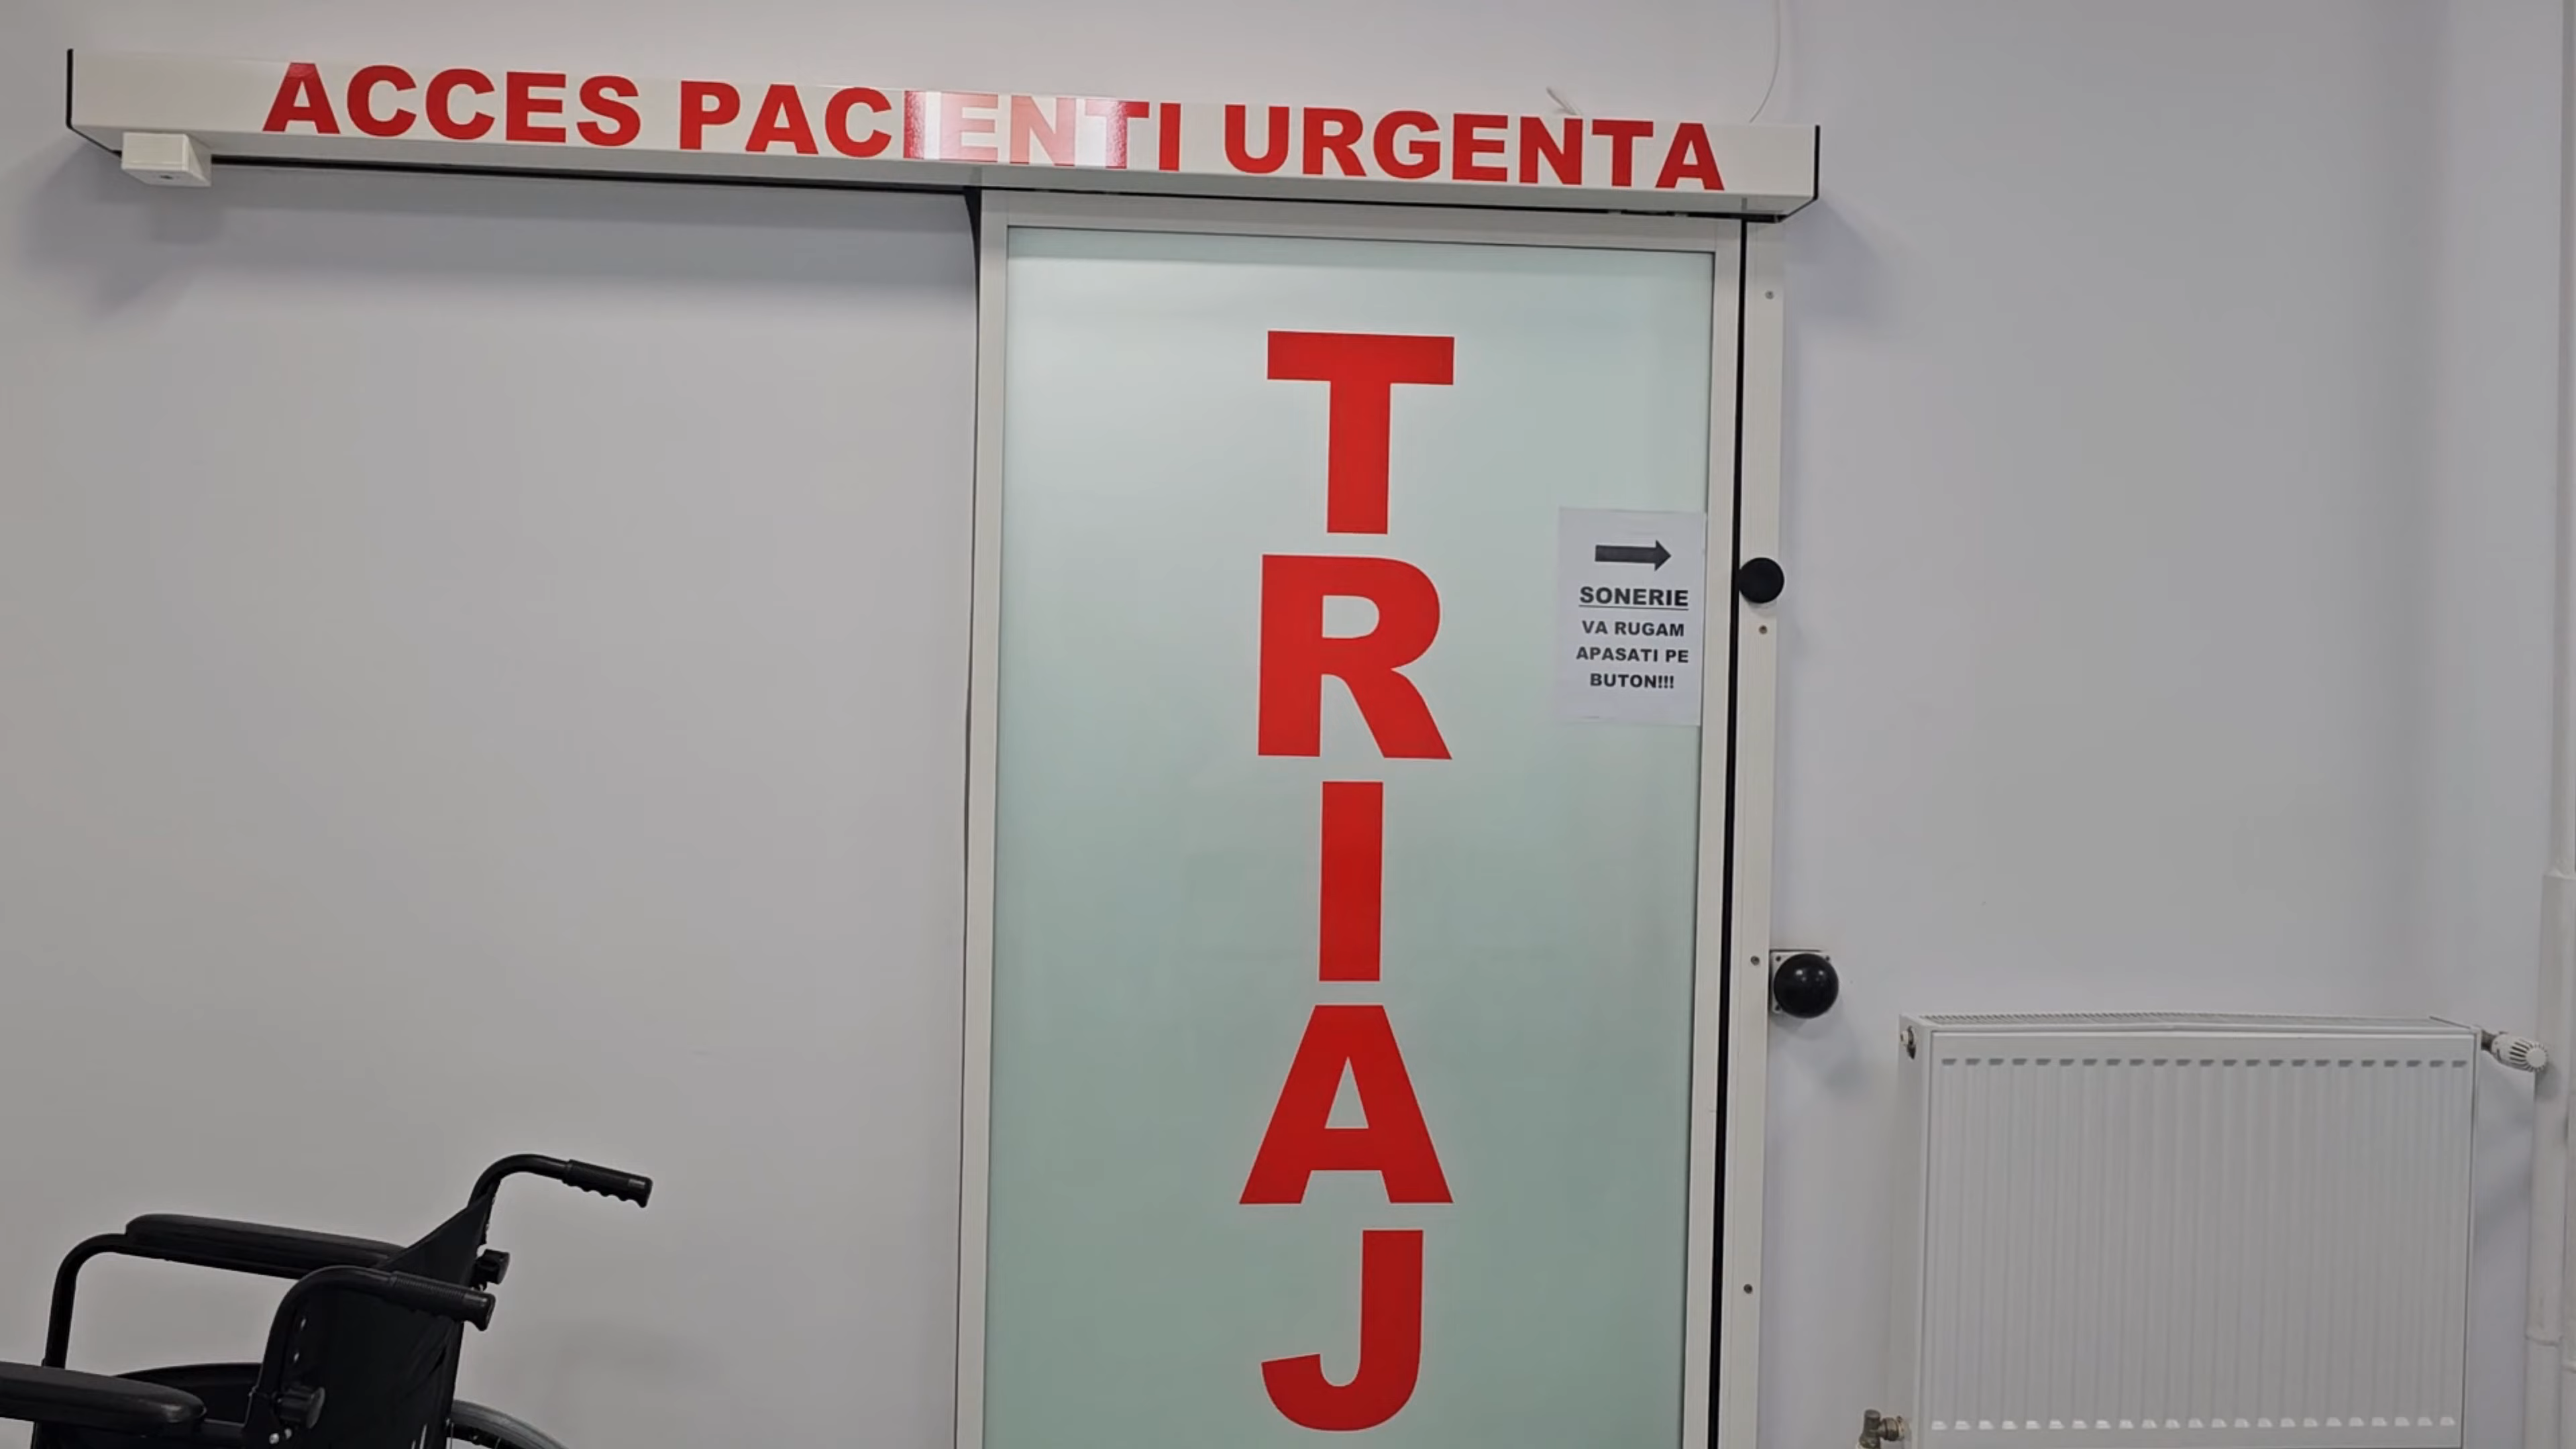 ACCES PACIENTI URGENTA
TRIAJ
SONERIE
VA RUGAM
APASATI PE
BUTON!!!